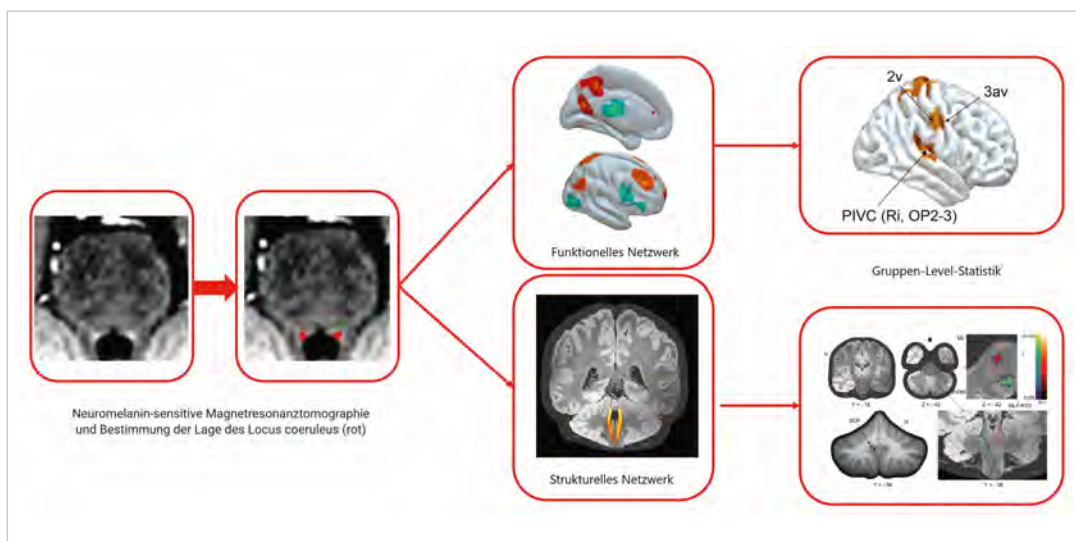 2v
3av
PIVC (Ri, OP2-3)
Funktionelles Netzwerk
Gruppen-Level-Statistik
Neuromelanin-sensitive Magnetresonanztomographie
und Bestimmung der Lage des Locus coeruleus (rot)
Strukturelles Netzwerk